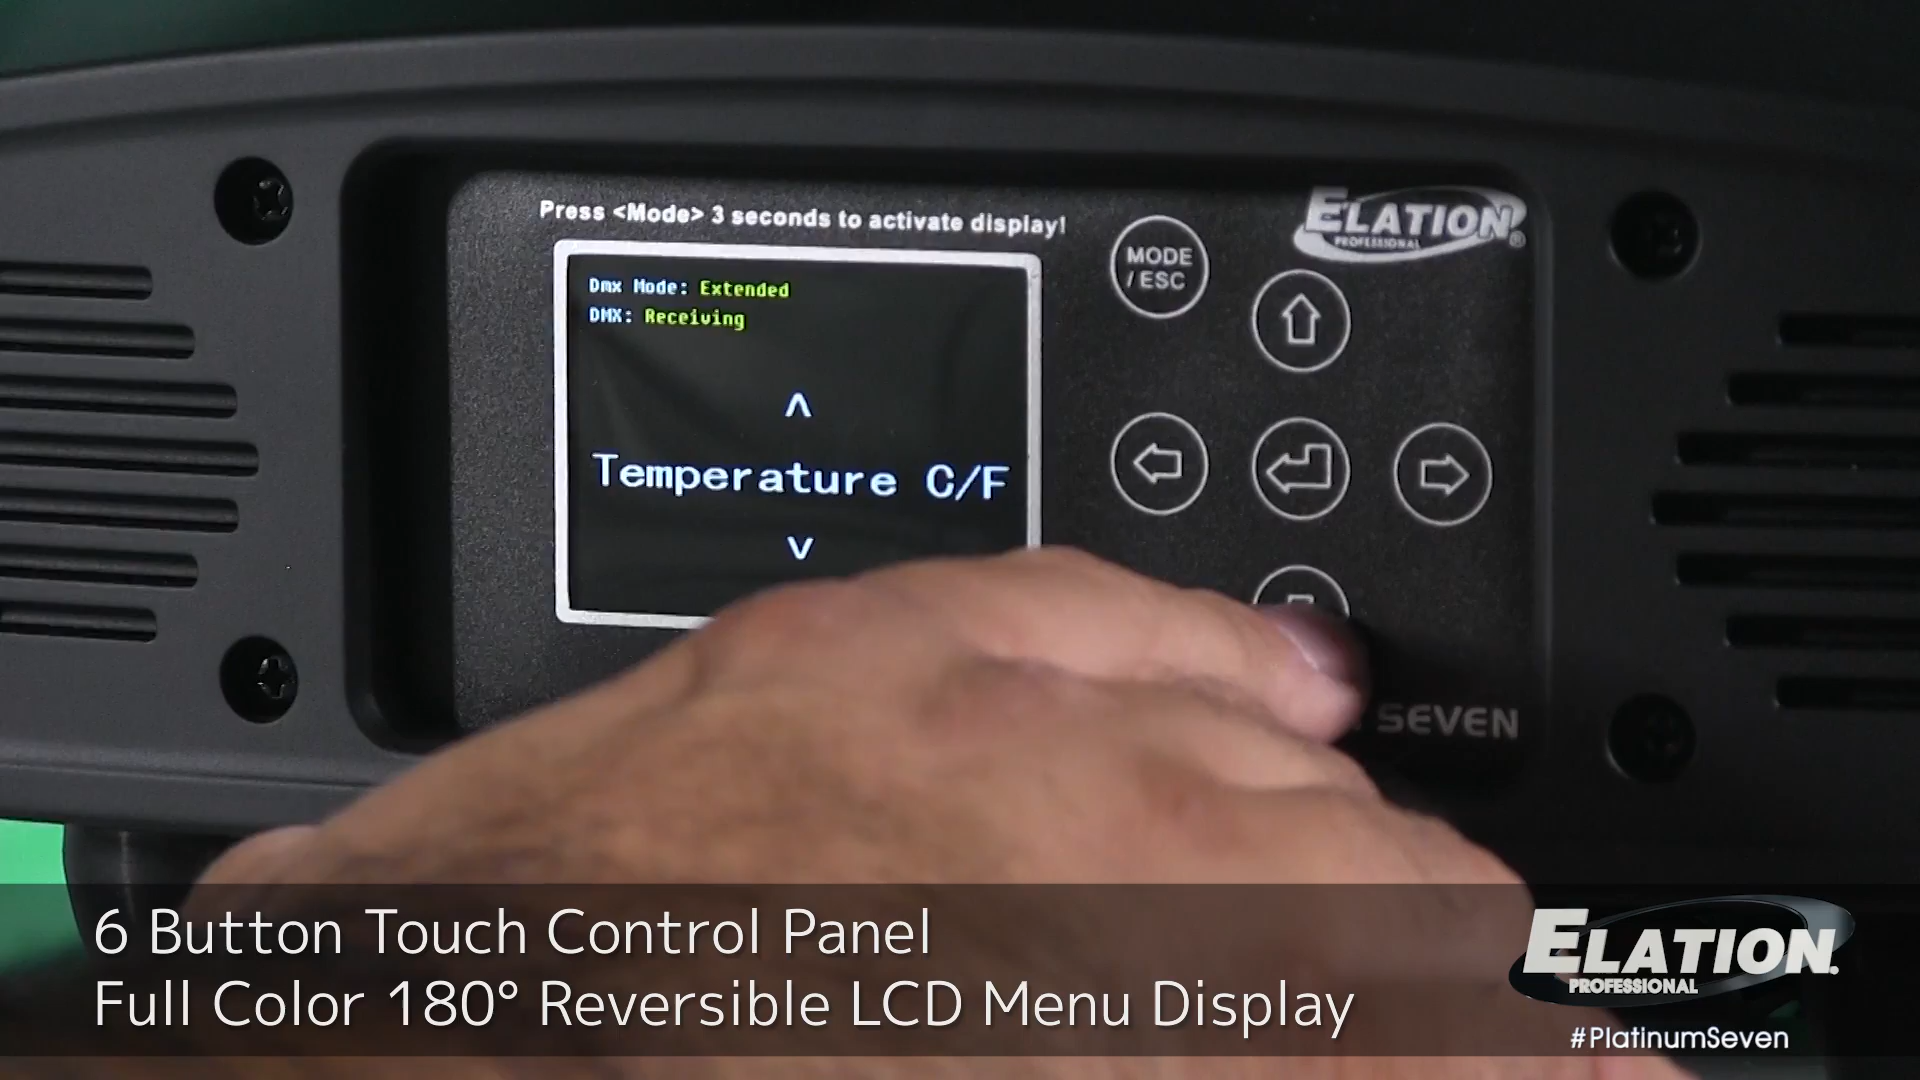 Press <Mode> 3 seconds to activate display!
ELATION®
PROFESSIONAL
MODE
/ ESC
Dmx Mode: Extended
DMX: Receiving
^
Temperature C/F
v
SEVEN
6 Button Touch Control Panel
Full Color 180° Reversible LCD Menu Display
ELATION.
PROFESSIONAL
#PlatinumSeven